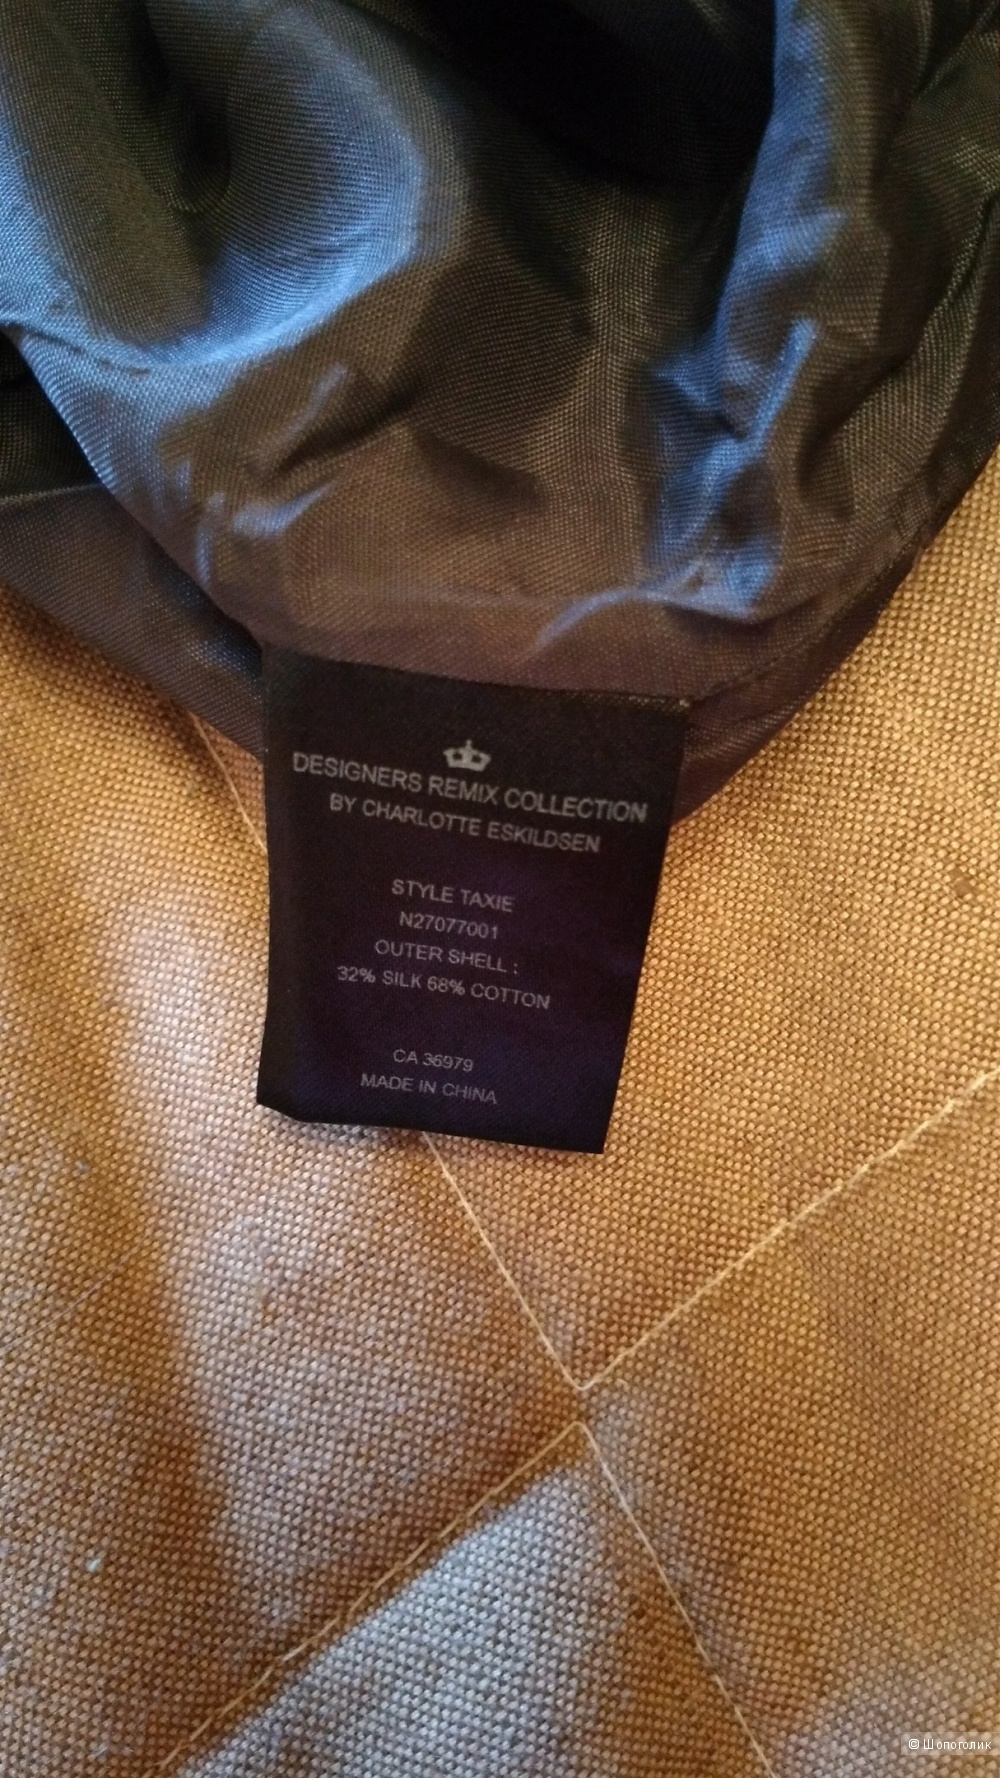 DESIGNERS REMIX COLLECTION
BY CHARLOTTE ESKILDSEN
STYLE TAXIE
N27077001
OUTER SHELL :
32% SILK 68% COTTON
CA 36979
MADE IN CHINA
© Шопоголик